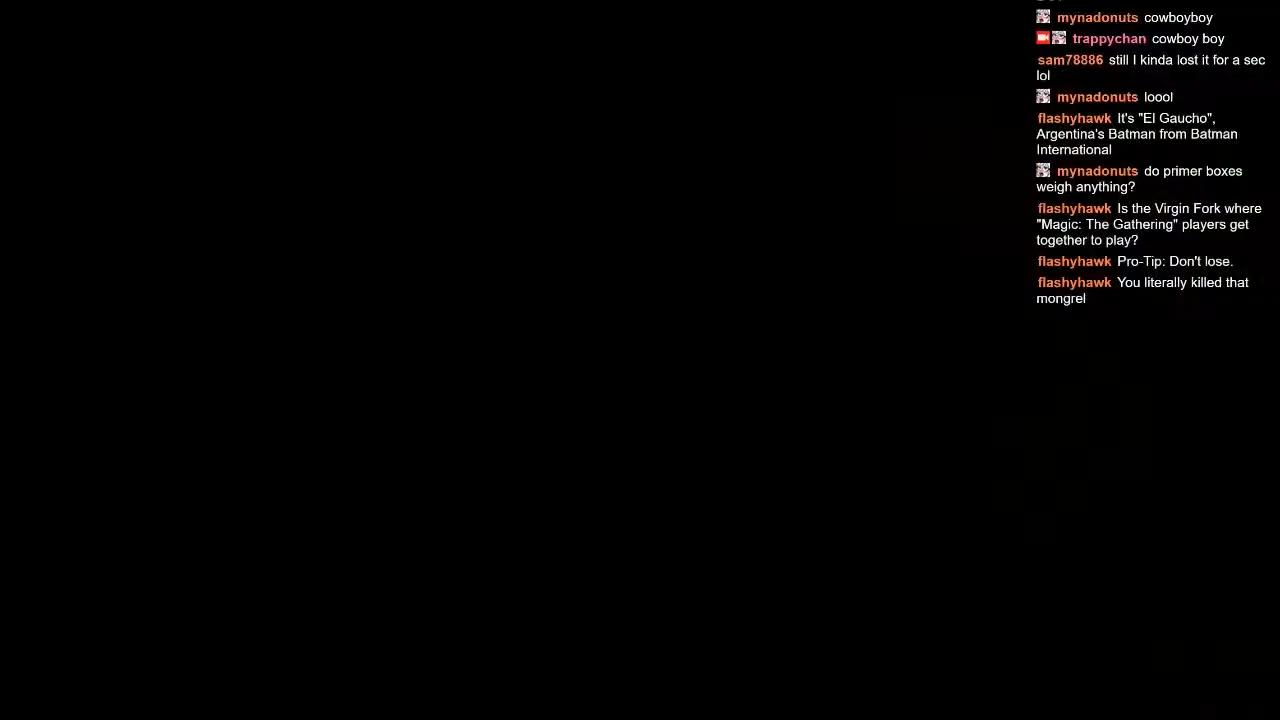 mynadonuts cowboyboy
trappychan cowboy boy
sam78886 still I kinda lost it for a sec
lol
mynadonuts loool
flashyhawk It's "El Gaucho",
Argentina's Batman from Batman
International
mynadonuts do primer boxes
weigh anything?
flashyhawk Is the Virgin Fork where
"Magic: The Gathering" players get
together to play?
flashyhawk Pro-Tip: Don't lose.
flashyhawk You literally killed that
mongrel